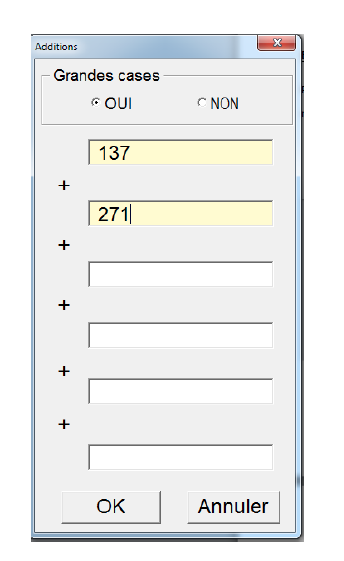 Additions
Grandes cases
OUI NON
137
+
271
+
+
+
+
OK Annuler